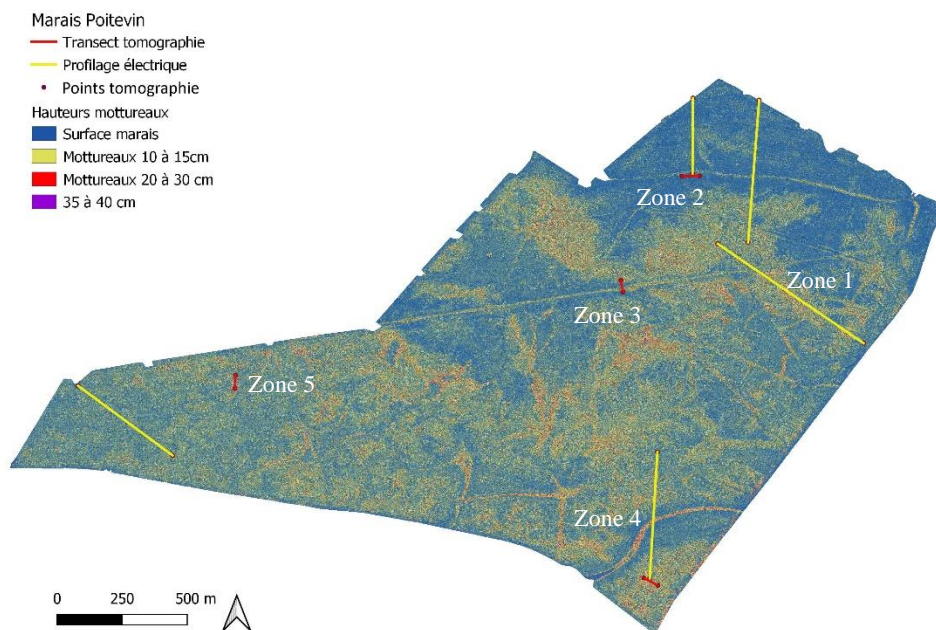 Marais Poitevin
Transect tomographie
Profilage électrique
Points tomographie
Hauteurs mottureaux
Surface marais
Mottureaux 10 à 15cm
Mottureaux 20 à 30 cm
35 à 40 cm
Zone 2
Zone 1
Zone 3
Zone 5
Zone 4
0 250 500 m